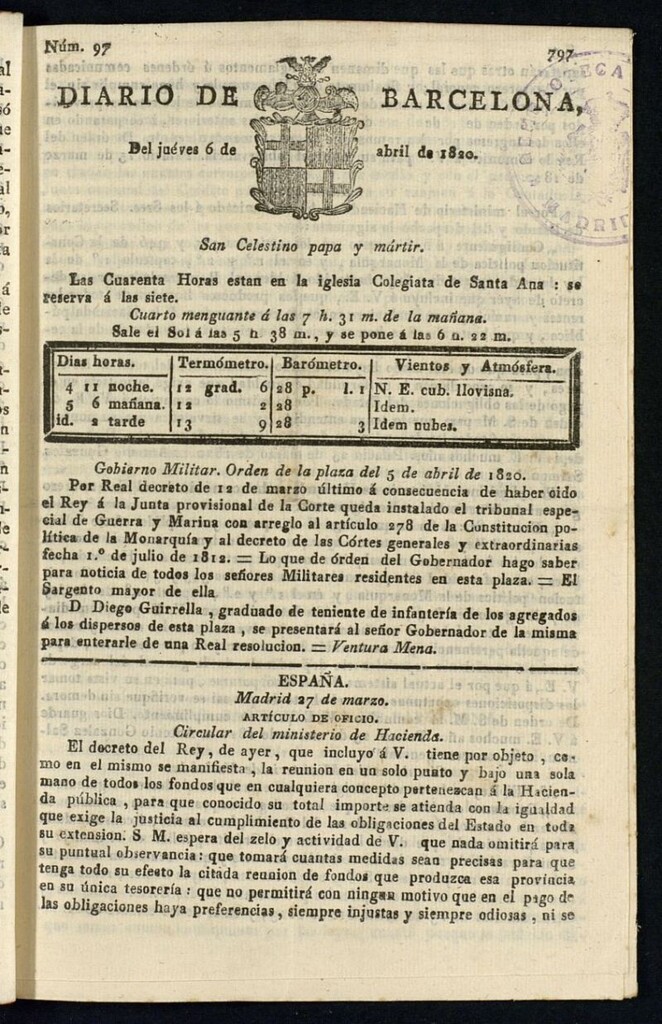 Núm. 97
797
DIARIO DE BARCELONA,
Del juéves 6 de abril de 1820.
San Celestino papa y mártir.
Las Cuarenta Horas estan en la iglesia Colegiata de Santa Ana : se
reserva á las siete.
Cuarto menguante á las 7 h. 31 m. de la mañana.
Sale el Sol á las 5 h 38 m., y se pone á las 6 h. 22 m.
Dias horas. Termómetro. Barómetro. Vientos y Atmósfera.
4 11 noche. 12 grad. 6 28 p. l. 1 N. E. cub. llovisna.
5 6 mañana. 12 2 28 Idem.
id. 2 tarde 13 9 28 3 Idem nubes.
Gobierno Militar. Orden de la plaza del 5 de abril de 1820.
Por Real decreto de 12 de marzo último á consecuencia de haber oido
el Rey á la Junta provisional de la Corte queda instalado el tribunal espe-
cial de Guerra y Marina con arreglo al artículo 278 de la Constitucion po-
lítica de la Monarquía y al decreto de las Córtes generales y extraordinarias
fecha 1.º de julio de 1812. = Lo que de órden del Gobernador hago saber
para noticia de todos los señores Militares residentes en esta plaza. = El
Sargento mayor de ella
D. Diego Guirrella, graduado de teniente de infantería de los agregados
á los dispersos de esta plaza , se presentará al señor Gobernador de la misma
para enterarle de una Real resolucion. = Ventura Mena.
ESPAÑA.
Madrid 27 de marzo.
ARTÍCULO DE OFICIO.
Circular del ministerio de Hacienda.
El decreto del Rey, de ayer, que incluyo á V. tiene por objeto , co-
mo en el mismo se manifiesta , la reunion en un solo punto y bajo una sola
mano de todos los fondos que en cualquiera concepto pertenezcan á la Hacien-
da pública , para que conocido su total importe se atienda con la igualdad
que exige la justicia al cumplimiento de las obligaciones del Estado en toda
su extension. S. M. espera del zelo y actividad de V. que nada omitirá para
su puntual observancia: que tomará cuantas medidas sean precisas para que
tenga todo su efecto la citada reunion de fondos que produzca esa provincia
en su única tesorería : que no permitirá con ningun motivo que en el pago de
las obligaciones haya preferencias, siempre injustas y siempre odiosas, ni se